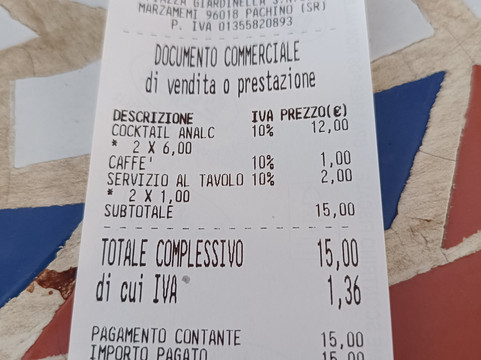 GIARDINELLA
MARZAMEMI 96018 PACHINO (SR)
P. IVA 01355820893
DOCUMENTO COMMERCIALE
di vendita o prestazione
DESCRIZIONE IVA PREZZO(€)
COCKTAIL ANALC 10% 12,00
* 2 X 6,00
CAFFE' 10% 1,00
SERVIZIO AL TAVOLO 10% 2,00
* 2 X 1,00
SUBTOTALE 15,00
TOTALE COMPLESSIVO 15,00
di cui IVA 1,36
PAGAMENTO CONTANTE 15,00
IMPORTO PAGATO 15,00